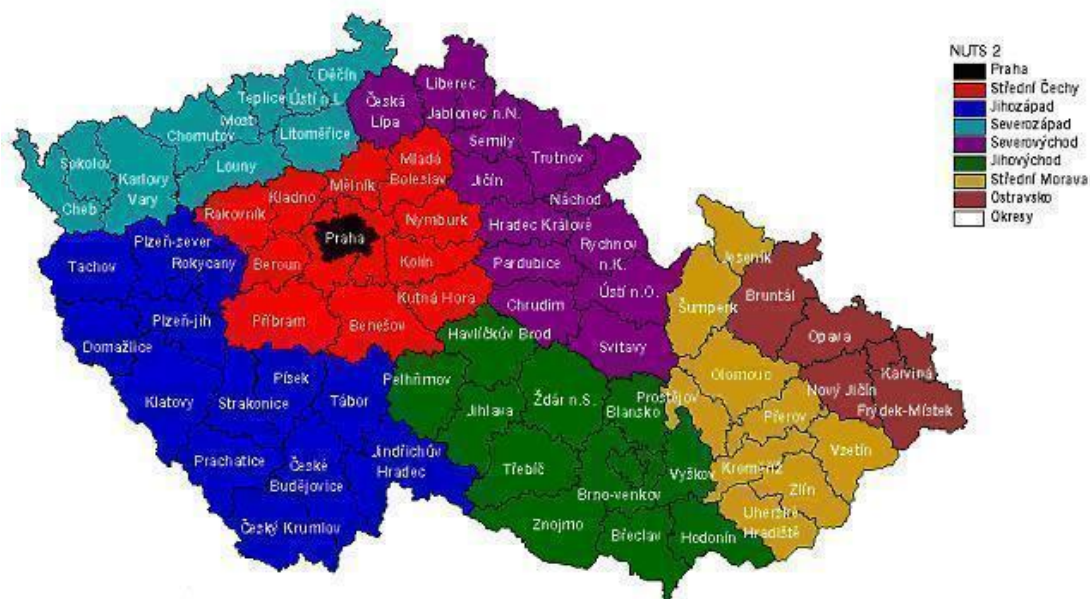 NUTS 2
Praha
Střední Čechy
Jihozápad
Severozápad
Severovýchod
Jihovýchod
Střední Morava
Ostravsko
Okresy
Děčín
Teplice
Ústí n.L.
Most
Chomutov
Litoměřice
Louny
Sokolov
Karlovy
Vary
Cheb
Liberec
Česká
Lípa
Jablonec n.N.
Semily
Trutnov
Jičín
Náchod
Hradec Králové
Rychnov
n.K.
Pardubice
Ústí n.O.
Chrudim
Svitavy
Mladá
Boleslav
Mělník
Kladno
Rakovník
Nymburk
Praha
Beroun
Kolín
Kutná Hora
Příbram
Benešov
Plzeň-sever
Tachov
Rokycany
Plzeň-jih
Domažlice
Písek
Klatovy
Strakonice
Tábor
Prachatice
České
Budějovice
Jindřichův
Hradec
Český Krumlov
Havlíčkův Brod
Pelhřimov
Jihlava
Žďár n.S.
Blansko
Třebíč
Brno-venkov
Vyškov
Znojmo
Břeclav
Hodonín
Jeseník
Šumperk
Olomouc
Prostějov
Přerov
Kroměříž
Vsetín
Zlín
Uherské
Hradiště
Bruntál
Opava
Karviná
Nový Jičín
Frýdek-Místek